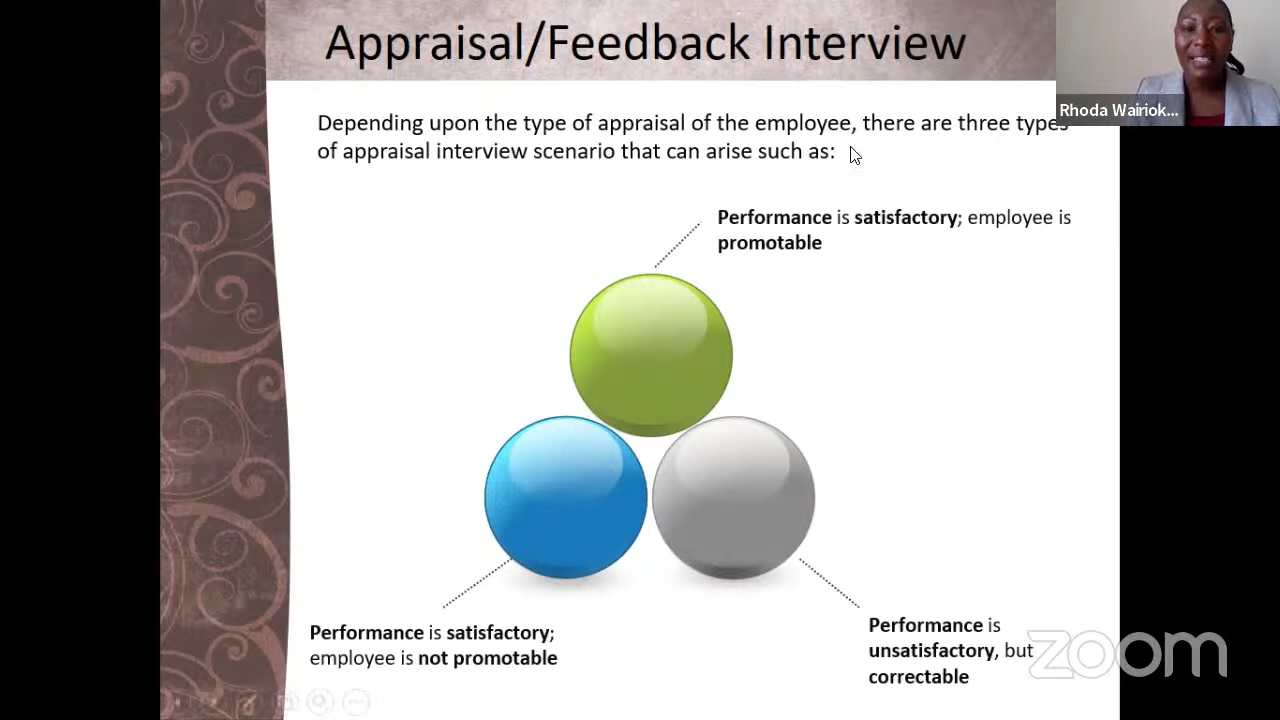 Appraisal/Feedback Interview
Rhoda Wairiok...
Depending upon the type of appraisal of the employee, there are three types
of appraisal interview scenario that can arise such as:
Performance is satisfactory; employee is
promotable
Performance is satisfactory;
employee is not promotable
Performance is
unsatisfactory, but
correctable
zoom